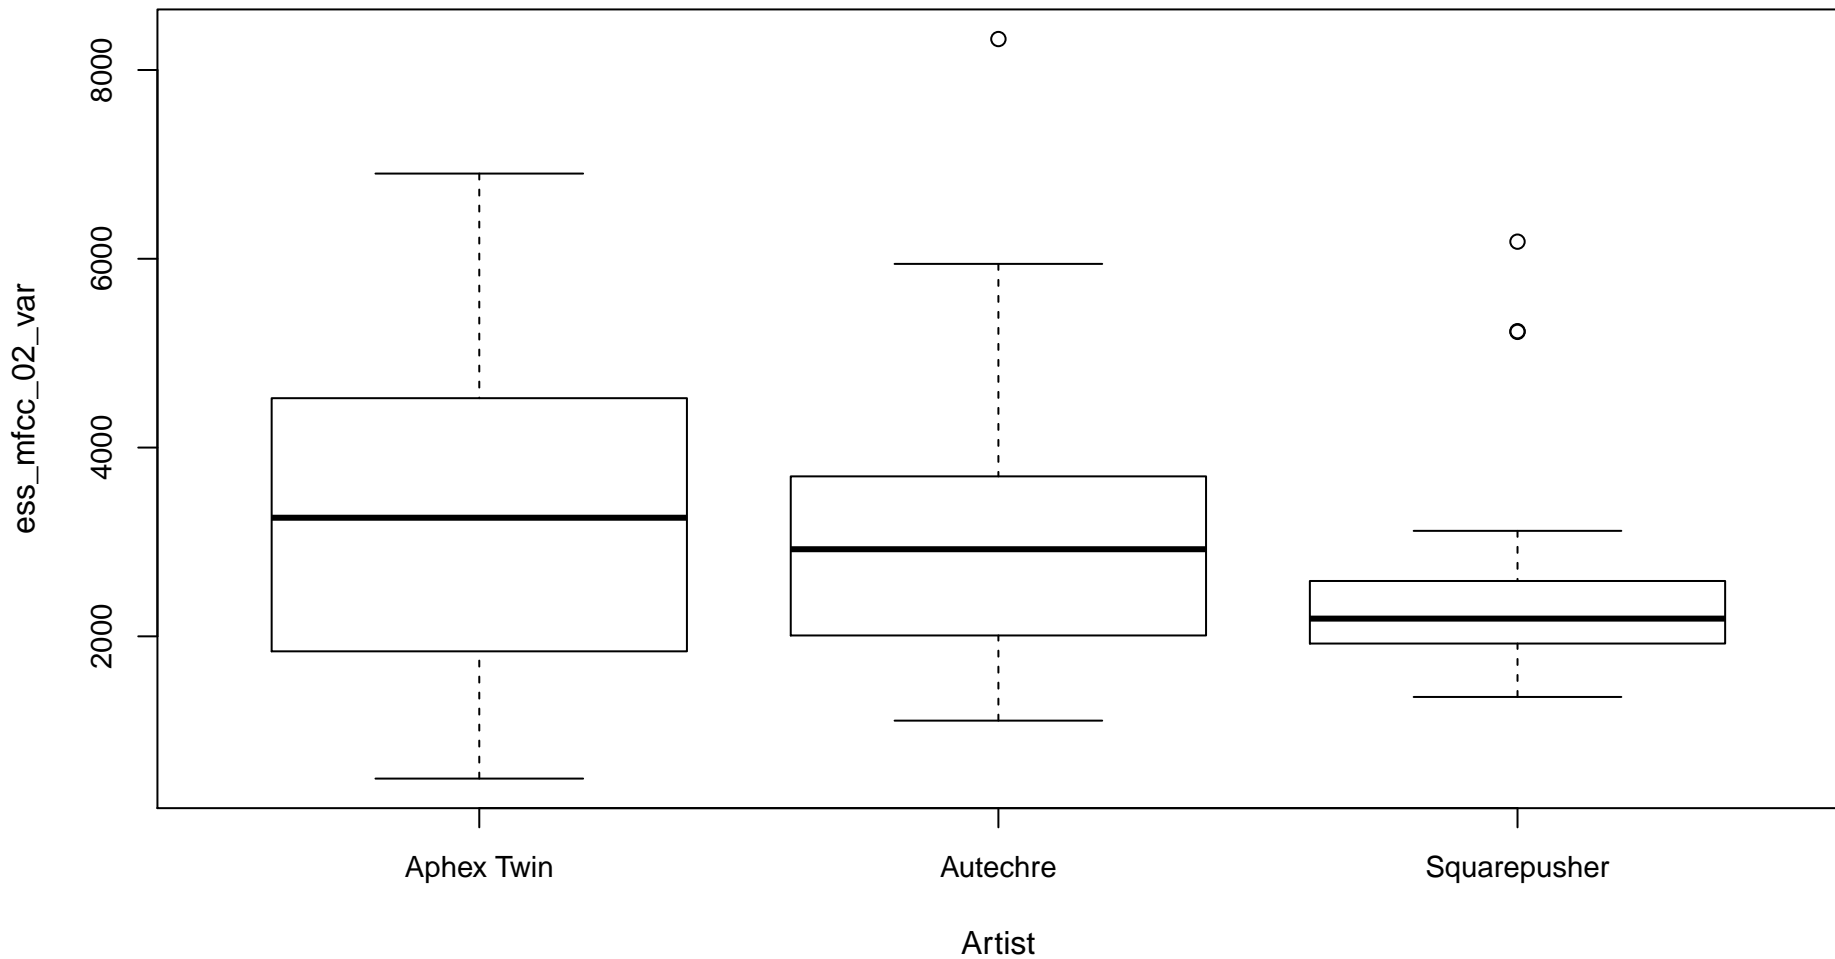 8000
6000
4000
2000
ess_mfcc_02_var
Aphex Twin
Autechre
Squarepusher
Artist